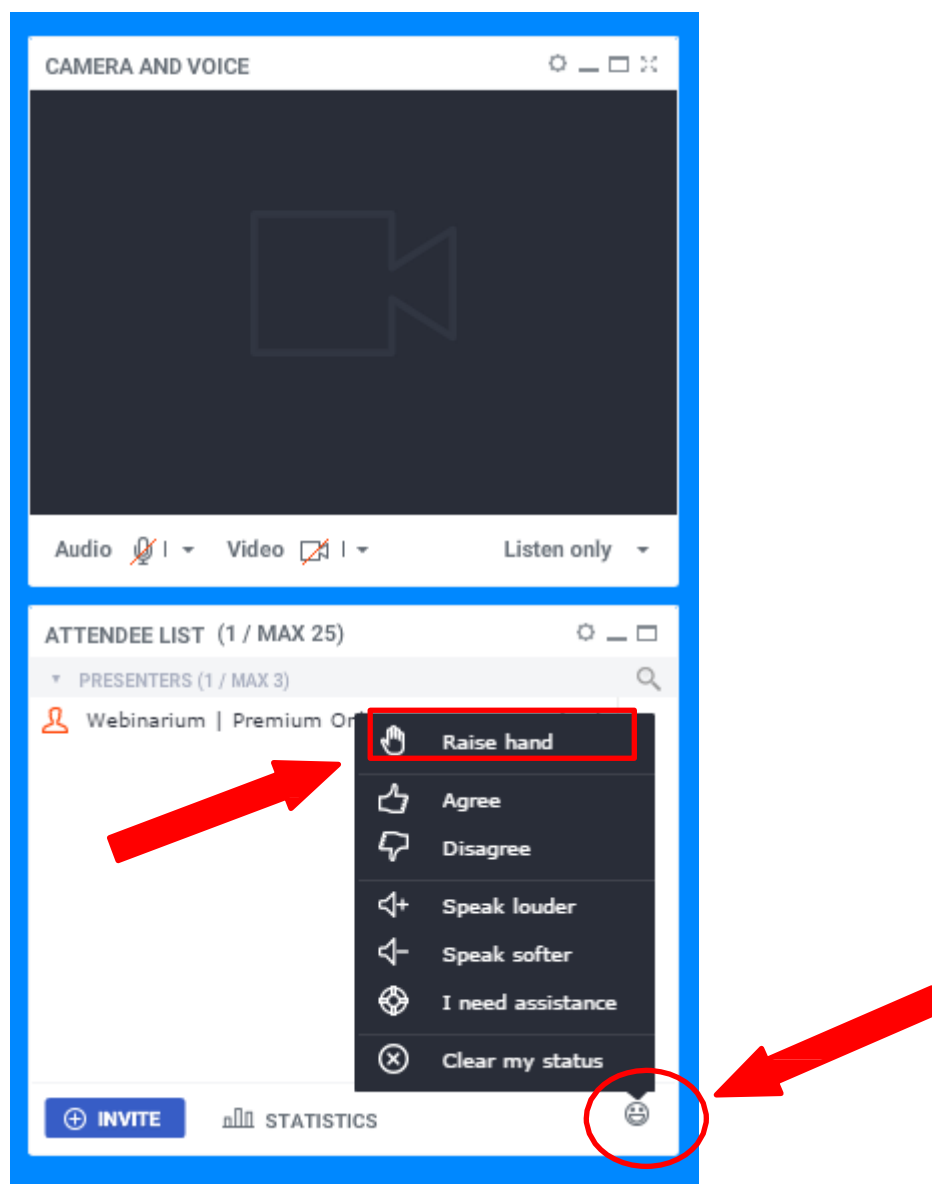 CAMERA AND VOICE
Audio Video Listen only
ATTENDEE LIST (1 / MAX 25)
PRESENTERS (1 / MAX 3)
Webinarium | Premium
Raise hand
Agree
Disagree
Speak louder
Speak softer
I need assistance
Clear my status
INVITE STATISTICS